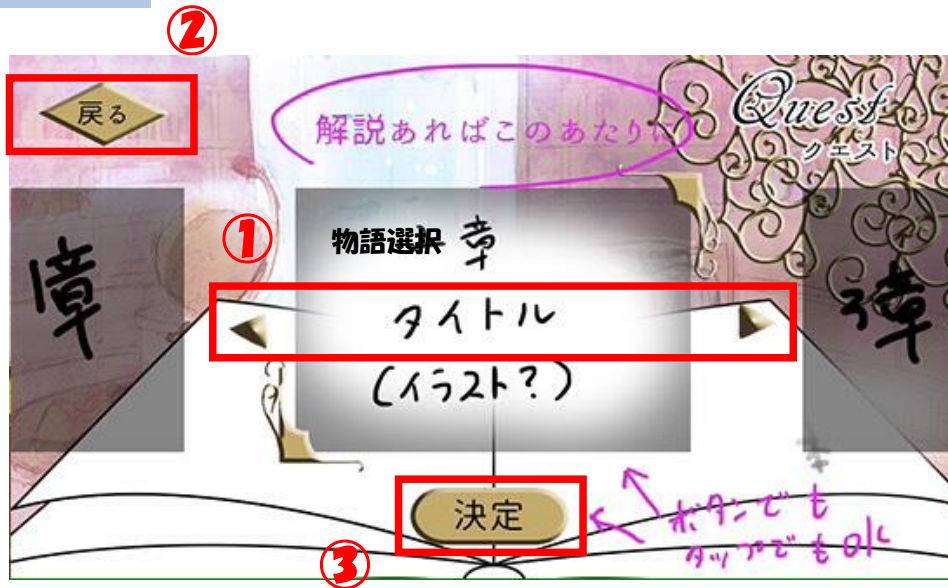 ②
戻る
解説あればこのあたりに
Quest
クエスト
①
物語選択
章
章
タイトル
3章
(イラスト?)
決定
ボタンでも
タップでもOK
③